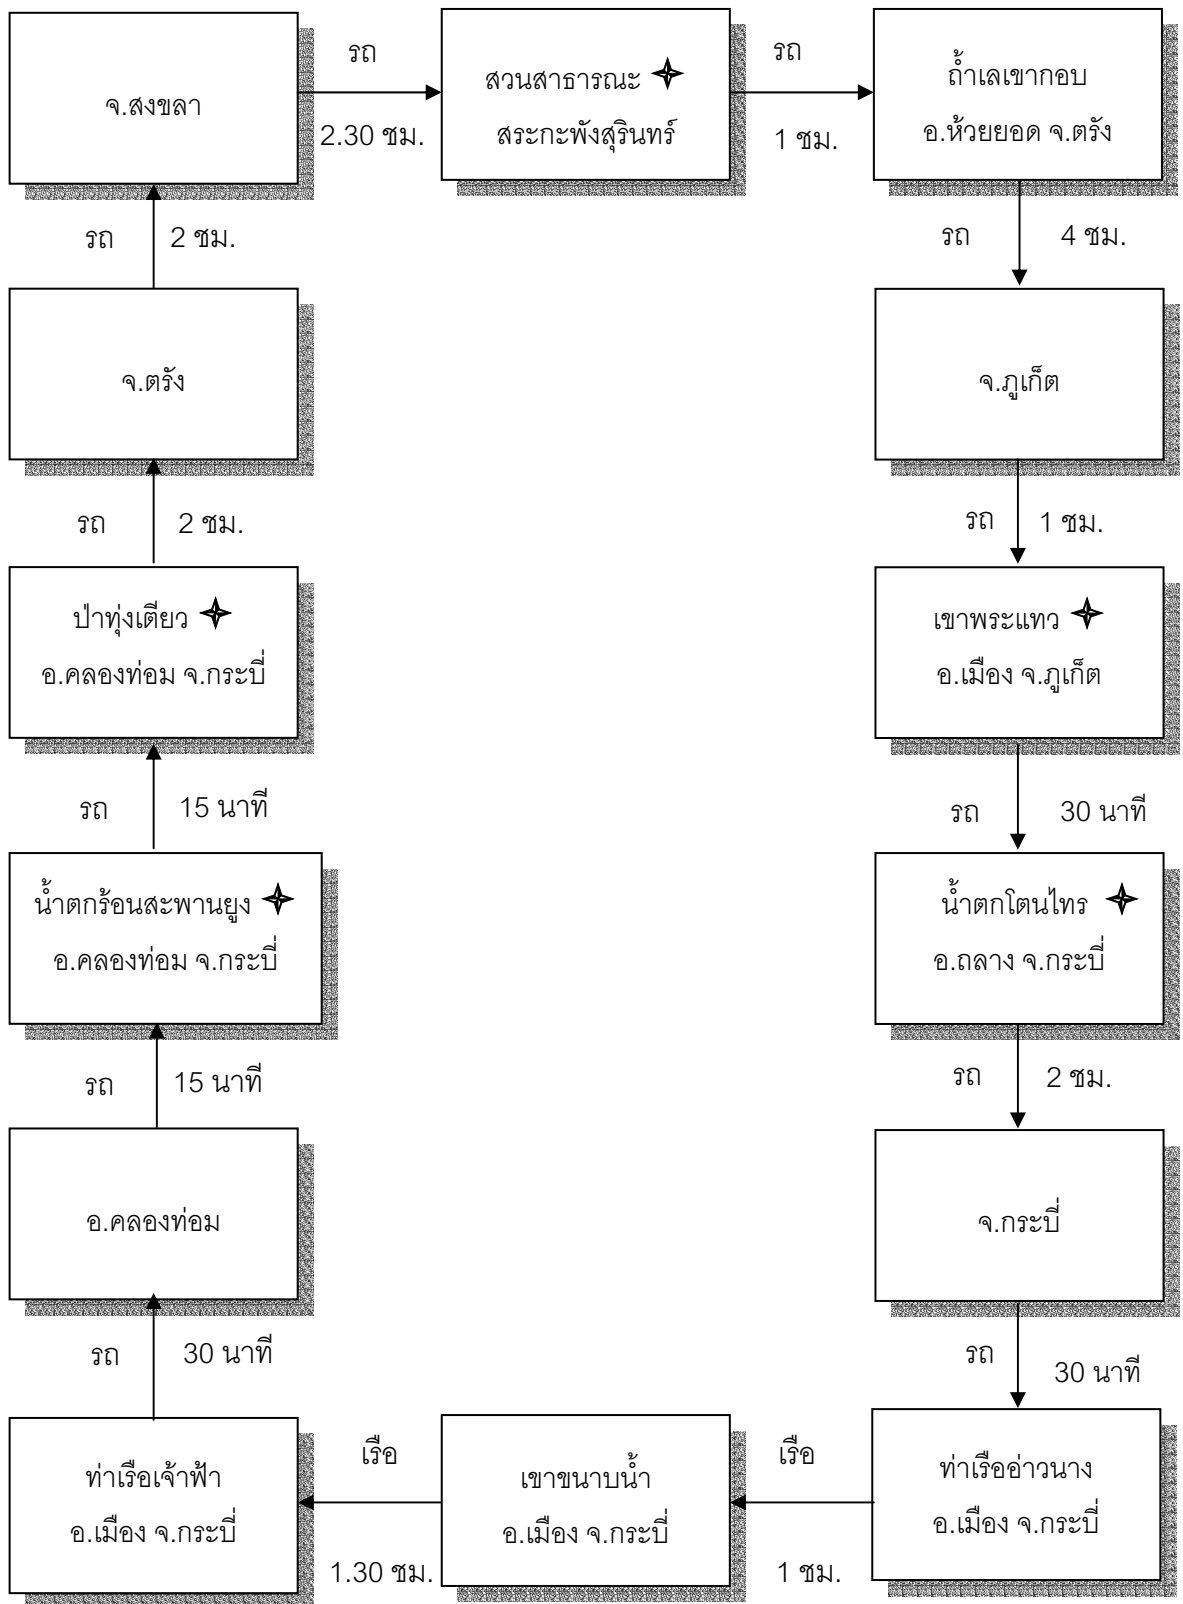 จ.สงขลา
รถ
2.30 ชม.
สวนสาธารณะ
สระกะพังสุรินทร์
รถ
1 ชม.
ถ้ำเลเขากอบ
อ.ห้วยยอด จ.ตรัง
รถ 4 ชม.
จ.ภูเก็ต
รถ 1 ชม.
เขาพระแทว
อ.เมือง จ.ภูเก็ต
รถ 30 นาที
น้ำตกโตนไทร
อ.ถลาง จ.กระบี่
รถ 2 ชม.
จ.กระบี่
รถ 30 นาที
ท่าเรืออ่าวนาง
อ.เมือง จ.กระบี่
เรือ
1 ชม.
เขาขนาบน้ำ
อ.เมือง จ.กระบี่
เรือ
1.30 ชม.
ท่าเรือเจ้าฟ้า
อ.เมือง จ.กระบี่
รถ 30 นาที
อ.คลองท่อม
รถ 15 นาที
น้ำตกร้อนสะพานยูง
อ.คลองท่อม จ.กระบี่
รถ 15 นาที
ป่าทุ่งเตียว
อ.คลองท่อม จ.กระบี่
รถ 2 ชม.
จ.ตรัง
รถ 2 ชม.